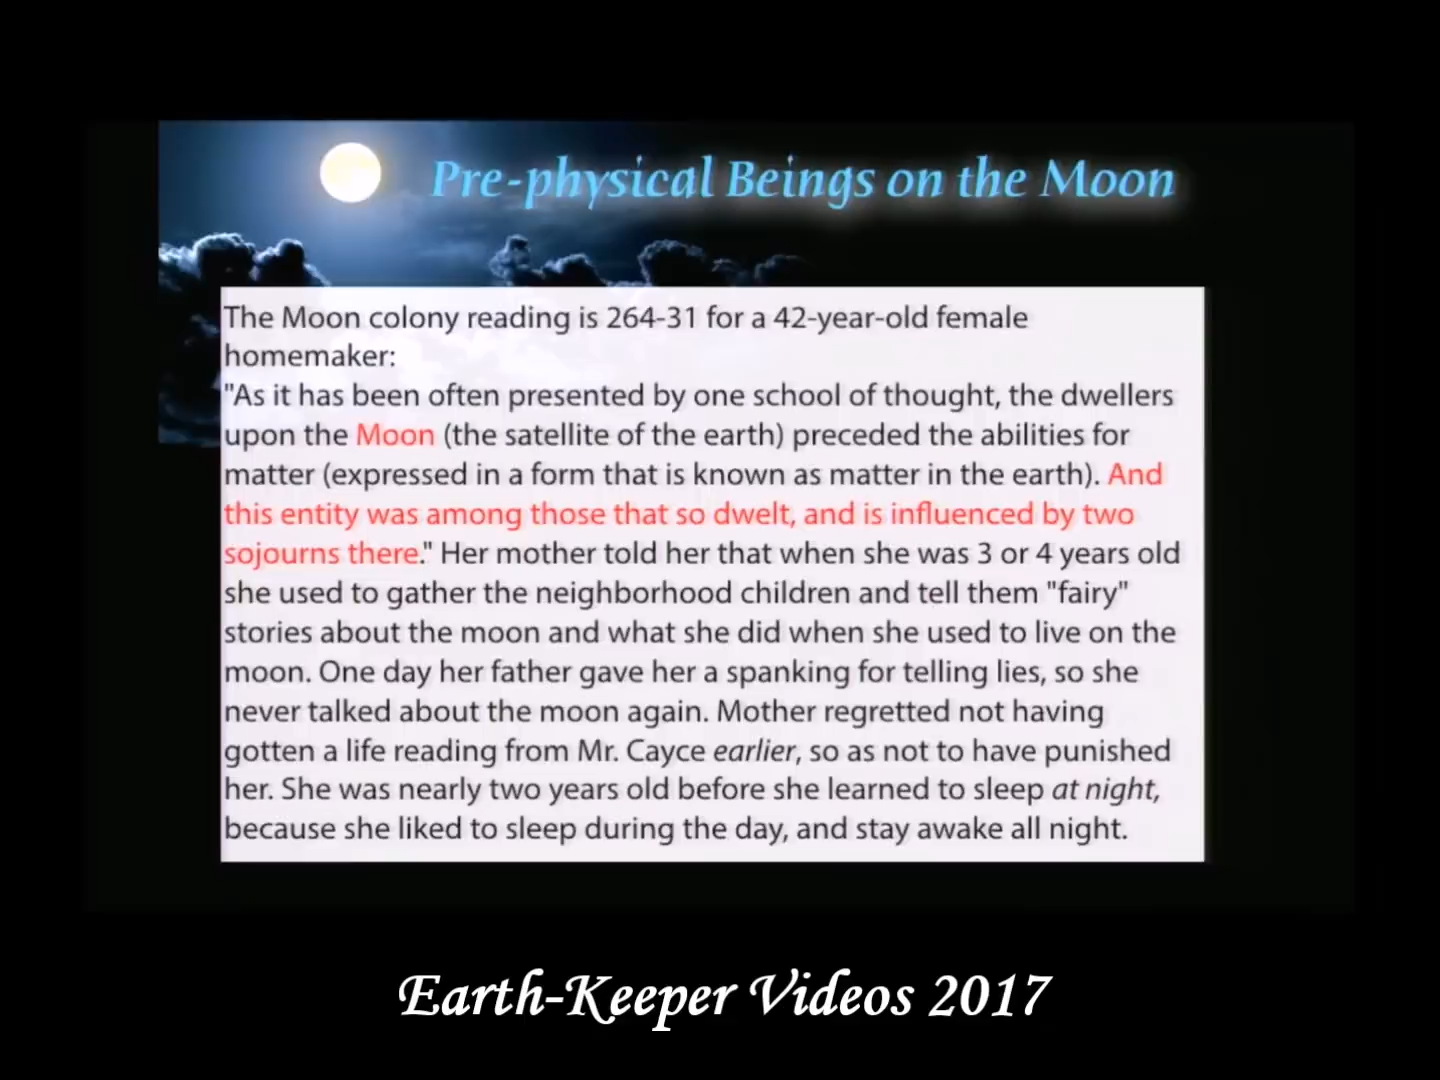 Pre-physical Beings on the Moon
The Moon colony reading is 264-31 for a 42-year-old female
homemaker:
"As it has been often presented by one school of thought, the dwellers
upon the Moon (the satellite of the earth) preceded the abilities for
matter (expressed in a form that is known as matter in the earth). And
this entity was among those that so dwelt, and is influenced by two
sojourns there." Her mother told her that when she was 3 or 4 years old
she used to gather the neighborhood children and tell them "fairy"
stories about the moon and what she did when she used to live on the
moon. One day her father gave her a spanking for telling lies, so she
never talked about the moon again. Mother regretted not having
gotten a life reading from Mr. Cayce earlier, so as not to have punished
her. She was nearly two years old before she learned to sleep at night,
because she liked to sleep during the day, and stay awake all night.
Earth-Keeper Videos 2017